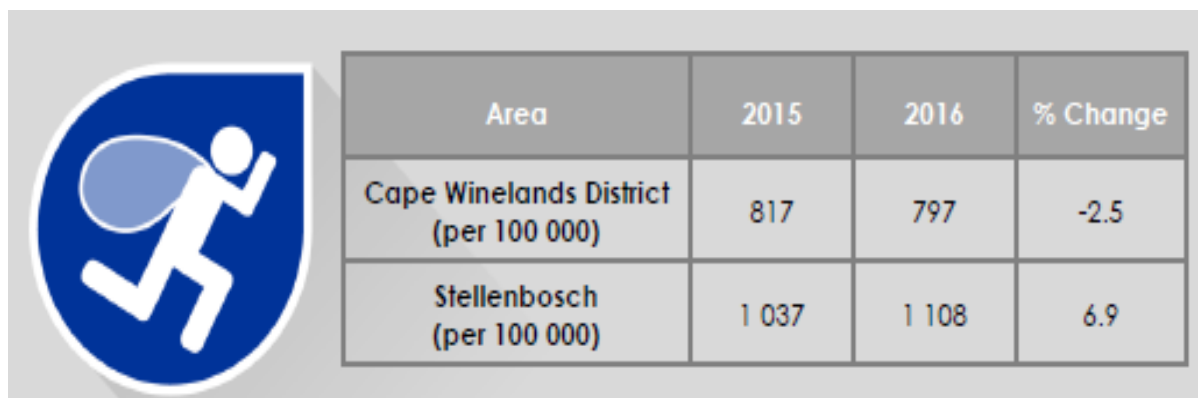 Area 2015 2016 % Change
Cape Winelands District
(per 100 000) 817 797 -2.5
Stellenbosch
(per 100 000) 1 037 1 108 6.9